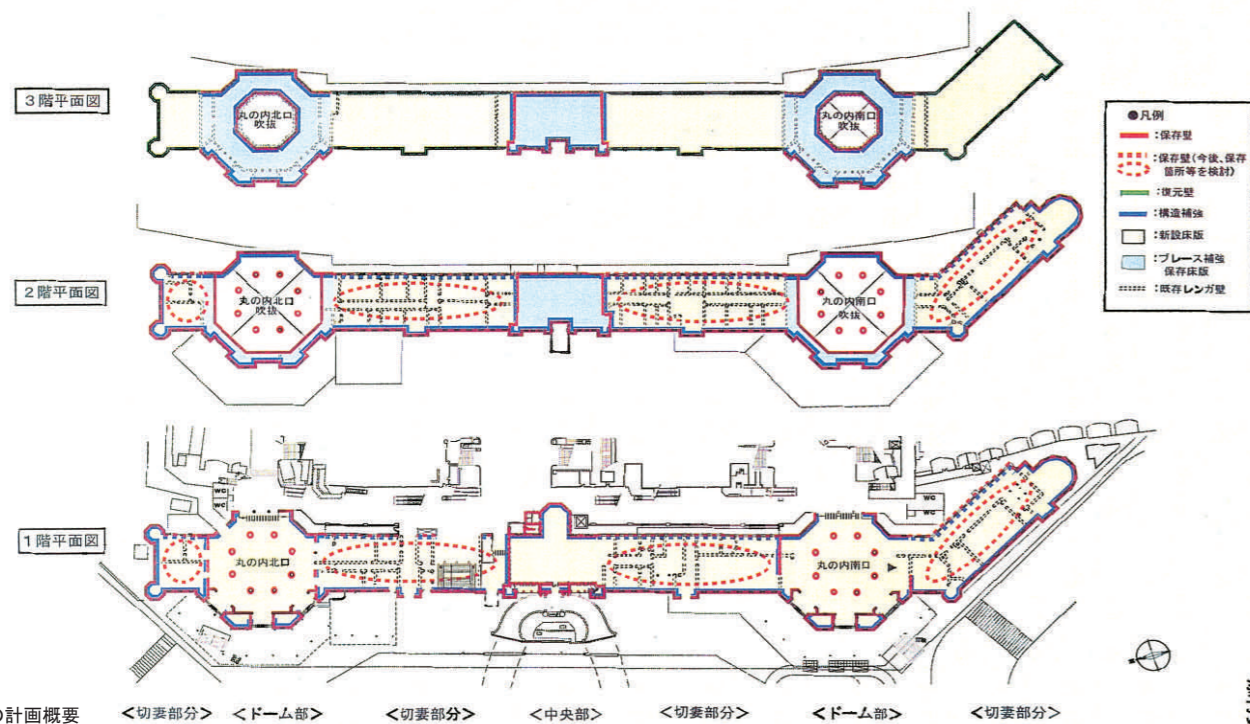 3階平面図
丸の内北口
吹抜
丸の内南口
吹抜
●凡例
：保存壁
：保存壁（今後、保存
箇所等を検討）
：復元壁
：構造補強
：新設床版
：ブレース補強
保存床版
：既存レンガ壁
2階平面図
丸の内北口
吹抜
丸の内南口
吹抜
1階平面図
WC
WC
WC
WC
丸の内北口
丸の内南口
の計画概要
<切妻部分>
<ドーム部>
<切妻部分>
<中央部>
<切妻部分>
<ドーム部>
<切妻部分>